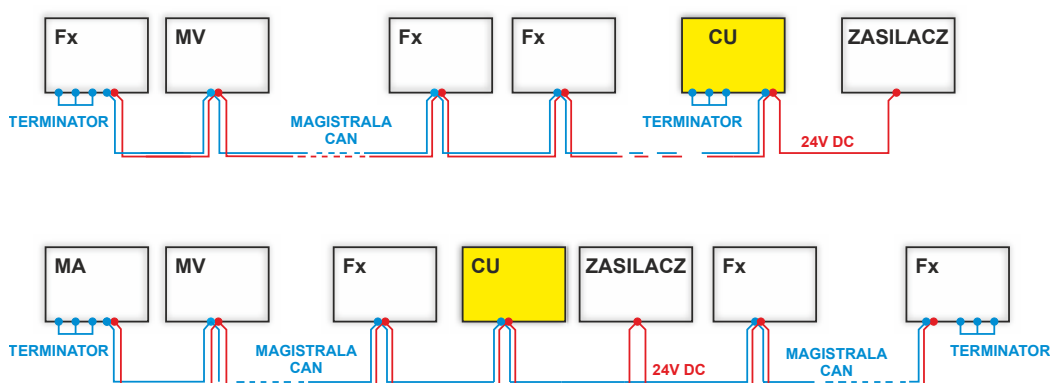 Fx
MV
Fx
Fx
CU
ZASILACZ
TERMINATOR
MAGISTRALA
CAN
TERMINATOR
24V DC
MA
MV
Fx
CU
ZASILACZ
Fx
Fx
TERMINATOR
MAGISTRALA
CAN
24V DC
MAGISTRALA
CAN
TERMINATOR